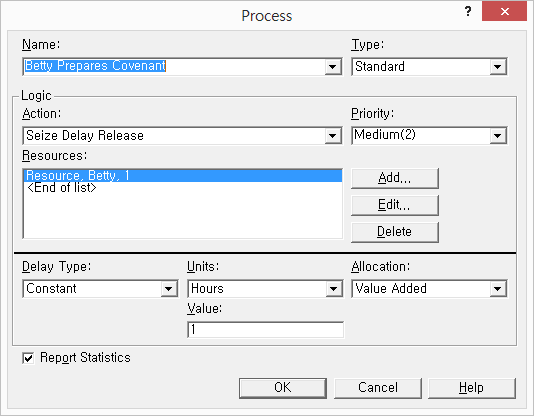 Process
?
Name:
Type:
Betty Prepares Covenant
Standard
Logic
Action:
Priority:
Seize Delay Release
Medium(2)
Resources:
Resource, Betty, 1
<End of list>
Add...
Edit...
Delete
Delay Type:
Units:
Allocation:
Constant
Hours
Value Added
Value:
1
Report Statistics
OK
Cancel
Help